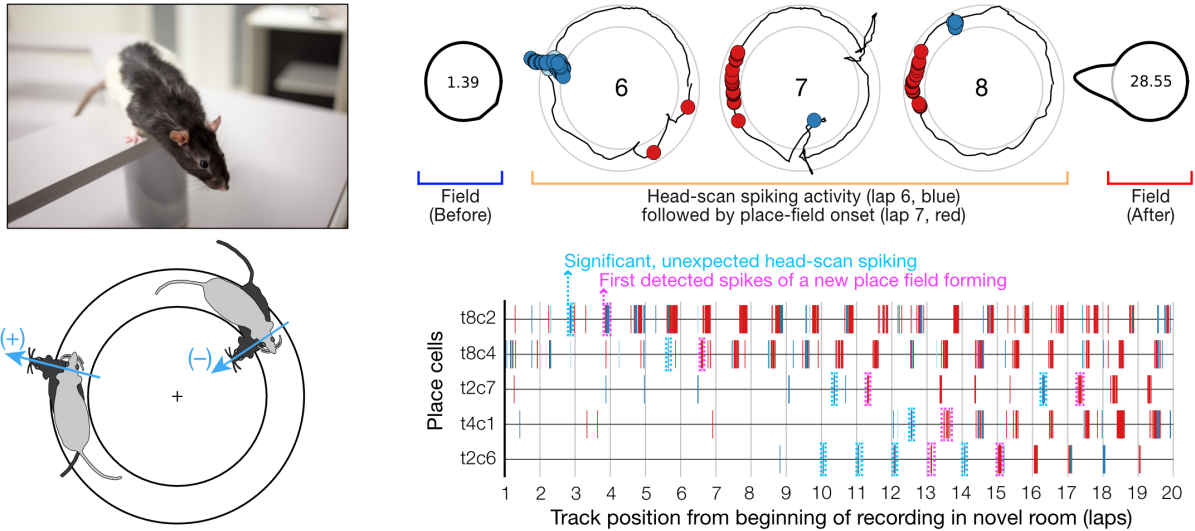 1.39
6
7
8
28.55
Field
(Before)
Head-scan spiking activity (lap 6, blue)
followed by place-field onset (lap 7, red)
Field
(After)
(+)
(−)
+
Significant, unexpected head-scan spiking
First detected spikes of a new place field forming
Place cells
t8c2
t8c4
t2c7
t4c1
t2c6
1 2 3 4 5 6 7 8 9 10 11 12 13 14 15 16 17 18 19 20
Track position from beginning of recording in novel room (laps)